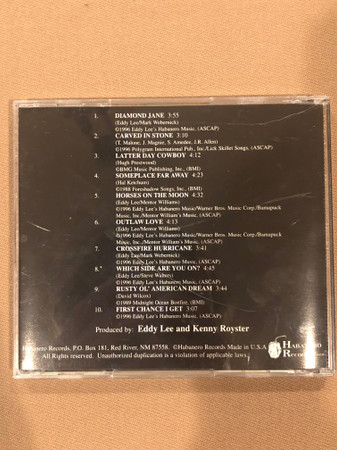 1. DIAMOND JANE 3:55
(Eddy Lee/Mark Webernick)
©1996 Eddy Lee's Habanero Music, (ASCAP)
2. CARVED IN STONE 3:10
(T. Malone, J. Magnie, S. Amedee, J.R. Allen)
©1996 Polygram International Pub., Inc/Lick Skillet Songs, (ASCAP)
3. LATTER DAY COWBOY 4:12
(Hugh Prestwood)
©BMG Music Publishing, Inc., (BMI)
4. SOMEPLACE FAR AWAY 4:23
(Hal Ketchum)
©1988 Foreshadow Songs, Inc., (BMI)
5. HORSES ON THE MOON 4:32
(Eddy Lee/Mentor Williams)
©1996 Eddy Lee's Habanero Music/Warner Bros. Music Corp./Burnapack
Music, Inc./Mentor William's Music, (ASCAP)
6. OUTLAW LOVE 4:13
(Eddy Lee/Mentor Williams)
©1996 Eddy Lee's Habanero Music/Warner Bros. Music Corp/Burnapack
Music, Inc./Mentor William's Music, (ASCAP)
7. CROSSFIRE HURRICANE 3:41
(Eddy Lee/Mark Webernick)
©1996 Eddy Lee's Habanero Music, (ASCAP)
8. WHICH SIDE ARE YOU ON? 4:45
(Eddy Lee/Steve Weber)
©1996 Eddy Lee's Habanero Music, (ASCAP)
9. RUSTY OL' AMERICAN DREAM 3:44
(David Wilcox)
©1989 Midnight Ocean Bonfire, (BMI)
10. FIRST CHANCE I GET 3:07
©1996 Eddy Lee's Habanero Music, (ASCAP)
Produced by: Eddy Lee and Kenny Royster
Habanero Records, P.O. Box 181, Red River, NM 87558. ©Habanero Records Made in U.S.A.
All Rights reserved. Unauthorized duplication is a violation of applicable laws.
HABANERO
RECORDS